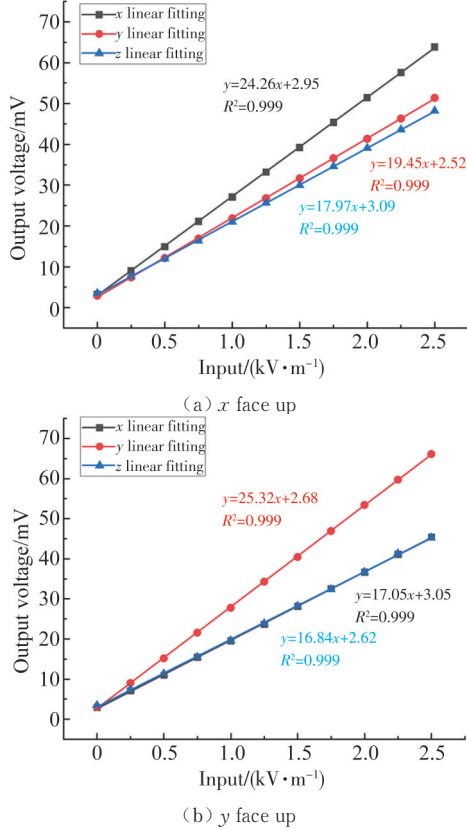 x linear fitting
y linear fitting
z linear fitting
Output voltage/mV
70
60
50
40
30
20
10
0
y=24.26x+2.95
R²=0.999
y=19.45x+2.52
R²=0.999
y=17.97x+3.09
R²=0.999
0 0.5 1.0 1.5 2.0 2.5
Input/(kV·m⁻¹)
(a) x face up
x linear fitting
y linear fitting
z linear fitting
Output voltage/mV
70
60
50
40
30
20
10
0
y=25.32x+2.68
R²=0.999
y=17.05x+3.05
R²=0.999
y=16.84x+2.62
R²=0.999
0 0.5 1.0 1.5 2.0 2.5
Input/(kV·m⁻¹)
(b) y face up